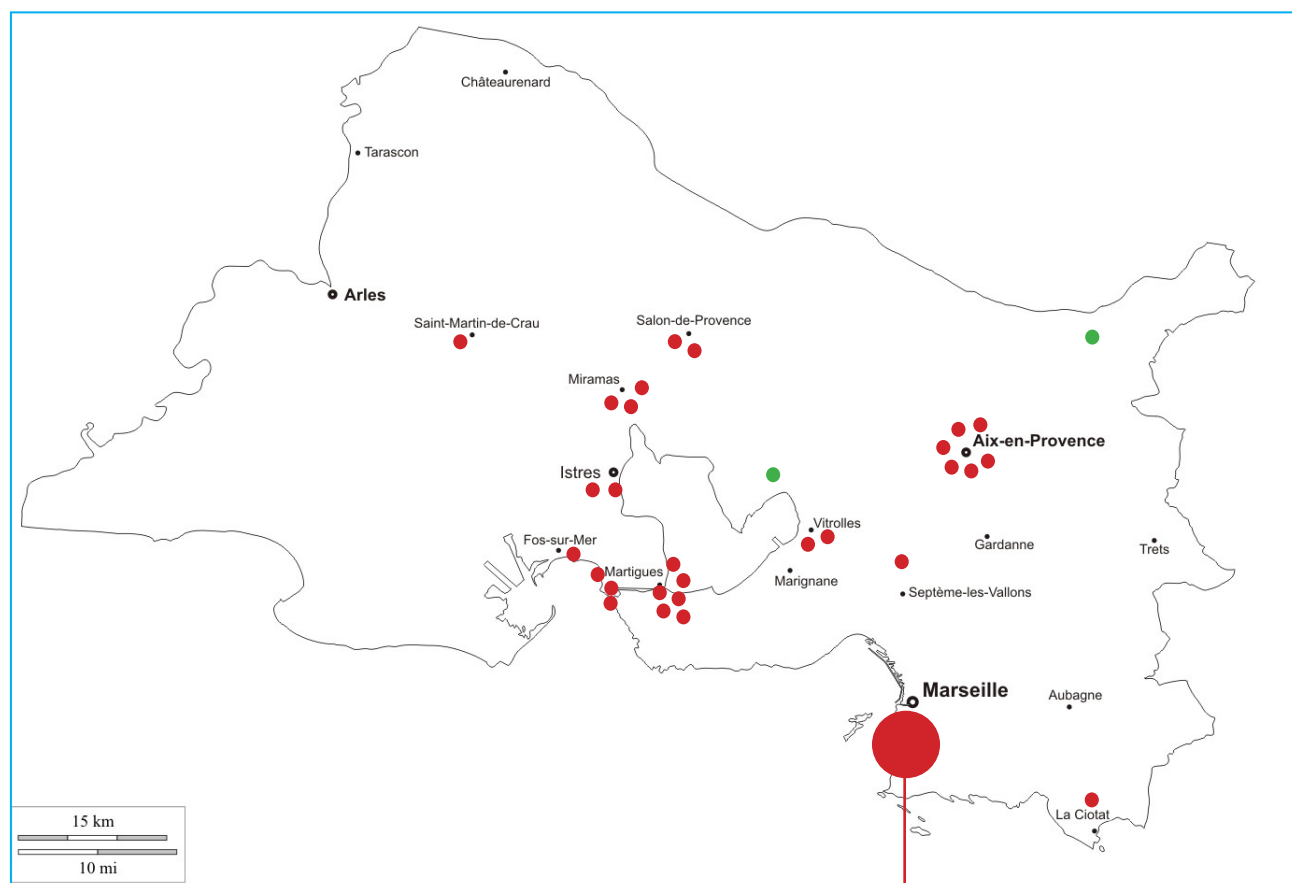 Châteaurenard
Tarascon
Arles
Saint-Martin-de-Crau
Salon-de-Provence
Miramas
Aix-en-Provence
Istres
Vitrolles
Fos-sur-Mer
Gardanne
Trets
Martigues
Marignane
Septème-les-Vallons
Marseille
Aubagne
La Ciotat
15 km
10 mi